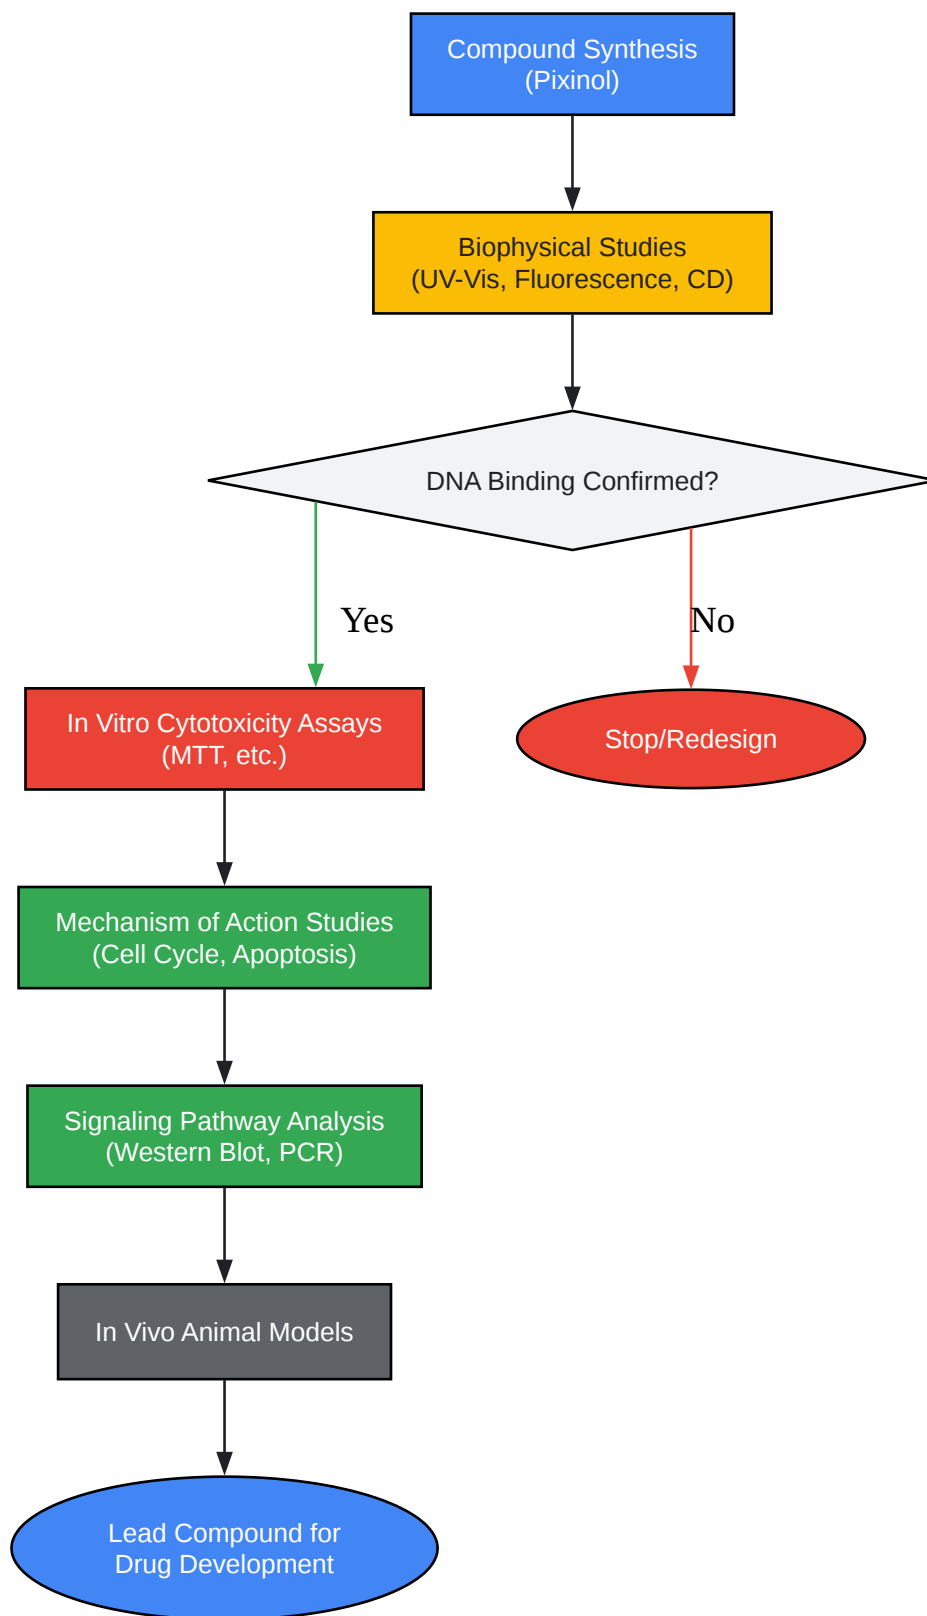 Compound Synthesis
(Pixinol)
Biophysical Studies
(UV-Vis, Fluorescence, CD)
DNA Binding Confirmed?
Yes
No
In Vitro Cytotoxicity Assays
(MTT, etc.)
Stop/Redesign
Mechanism of Action Studies
(Cell Cycle, Apoptosis)
Signaling Pathway Analysis
(Western Blot, PCR)
In Vivo Animal Models
Lead Compound for
Drug Development